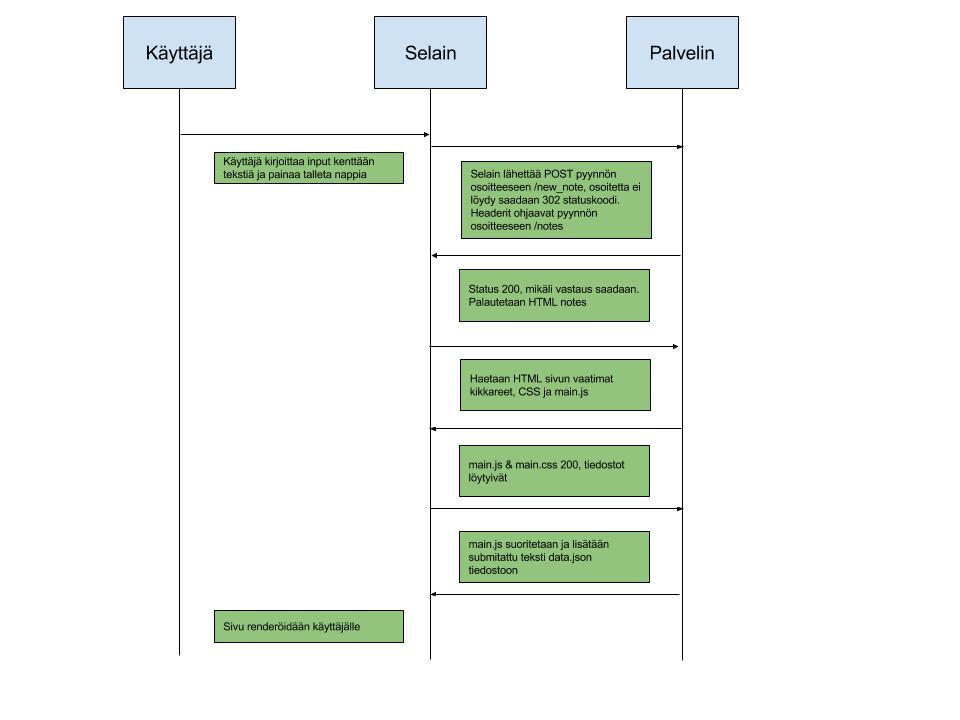 Käyttäjä
Selain
Palvelin
Käyttäjä kirjoittaa input kenttään
tekstiä ja painaa talleta nappia
Selain lähettää POST pyynnön
osoitteeseen /new_note, osoitetta ei
löydy saadaan 302 statuskoodi.
Headerit ohjaavat pyynnön
osoitteeseen /notes
Status 200, mikäli vastaus saadaan.
Palautetaan HTML notes
Haetaan HTML sivun vaatimat
kikkareet, CSS ja main.js
main.js & main.css 200, tiedostot
löytyivät
main.js suoritetaan ja lisätään
submitattu teksti data.json
tiedostoon
Sivu renderöidään käyttäjälle